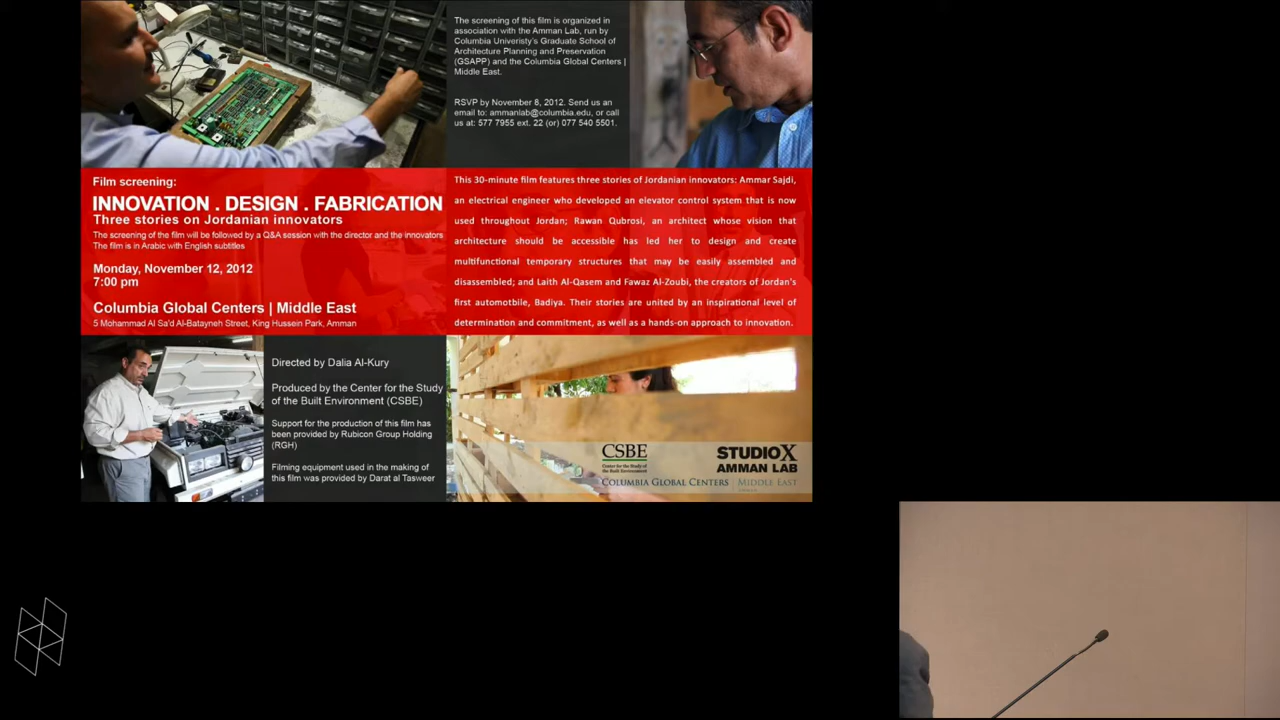 The screening of this film is organized in
association with the Amman Lab, run by
Columbia Univeristy's Graduate School of
Architecture Planning and Preservation
(GSAPP) and the Columbia Global Centers |
Middle East.
RSVP by November 8, 2012. Send us an
email to: ammanlab@columbia.edu, or call
us at: 577 7955 ext. 22 (or) 077 540 5501.
Film screening:
INNOVATION . DESIGN . FABRICATION
Three stories on Jordanian innovators
The screening of the film will be followed by a Q&A session with the director and the innovators
The film is in Arabic with English subtitles
Monday, November 12, 2012
7:00 pm
Columbia Global Centers | Middle East
5 Mohammad Al Sa'd Al-Batayneh Street, King Hussein Park, Amman
This 30-minute film features three stories of Jordanian innovators: Ammar Sajdi,
an electrical engineer who developed an elevator control system that is now
used throughout Jordan; Rawan Qubrosi, an architect whose vision that
architecture should be accessible has led her to design and create
multifunctional temporary structures that may be easily assembled and
disassembled; and Laith Al-Qasem and Fawaz Al-Zoubi, the creators of Jordan's
first automotbile, Badiya. Their stories are united by an inspirational level of
determination and commitment, as well as a hands-on approach to innovation.
Directed by Dalia Al-Kury
Produced by the Center for the Study
of the Built Environment (CSBE)
Support for the production of this film has
been provided by Rubicon Group Holding
(RGH)
Filming equipment used in the making of
this film was provided by Darat al Tasweer
CSBE
Center for the Study of
the Built Environment
STUDIOX
AMMAN LAB
COLUMBIA GLOBAL CENTERS | MIDDLE EAST